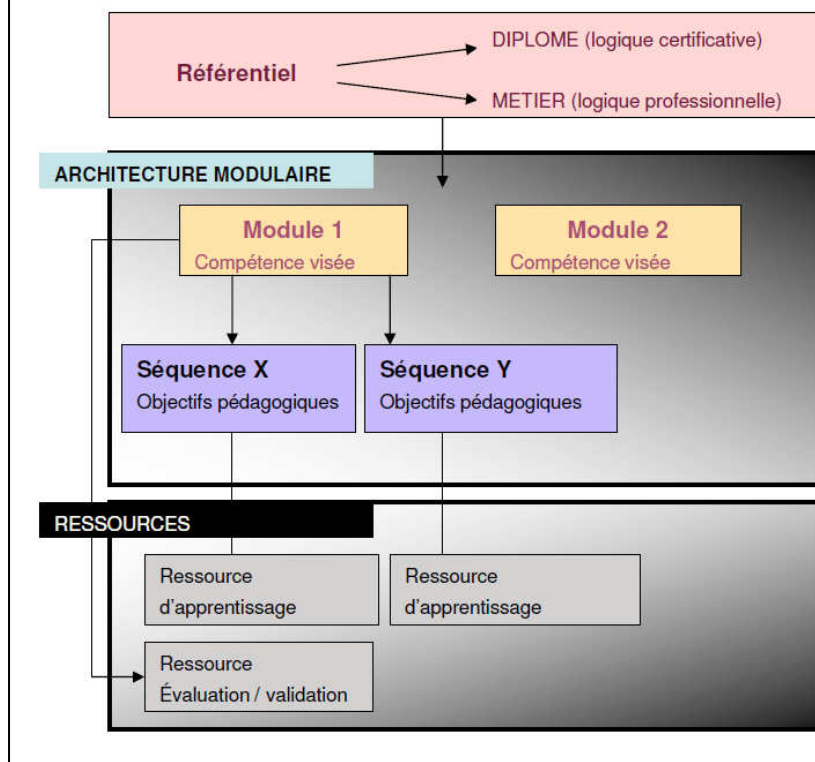 DIPLOME (logique certificative)
Référentiel
METIER (logique professionnelle)
ARCHITECTURE MODULAIRE
Module 1
Compétence visée
Module 2
Compétence visée
Séquence X
Objectifs pédagogiques
Séquence Y
Objectifs pédagogiques
RESSOURCES
Ressource
d'apprentissage
Ressource
d'apprentissage
Ressource
Évaluation / validation